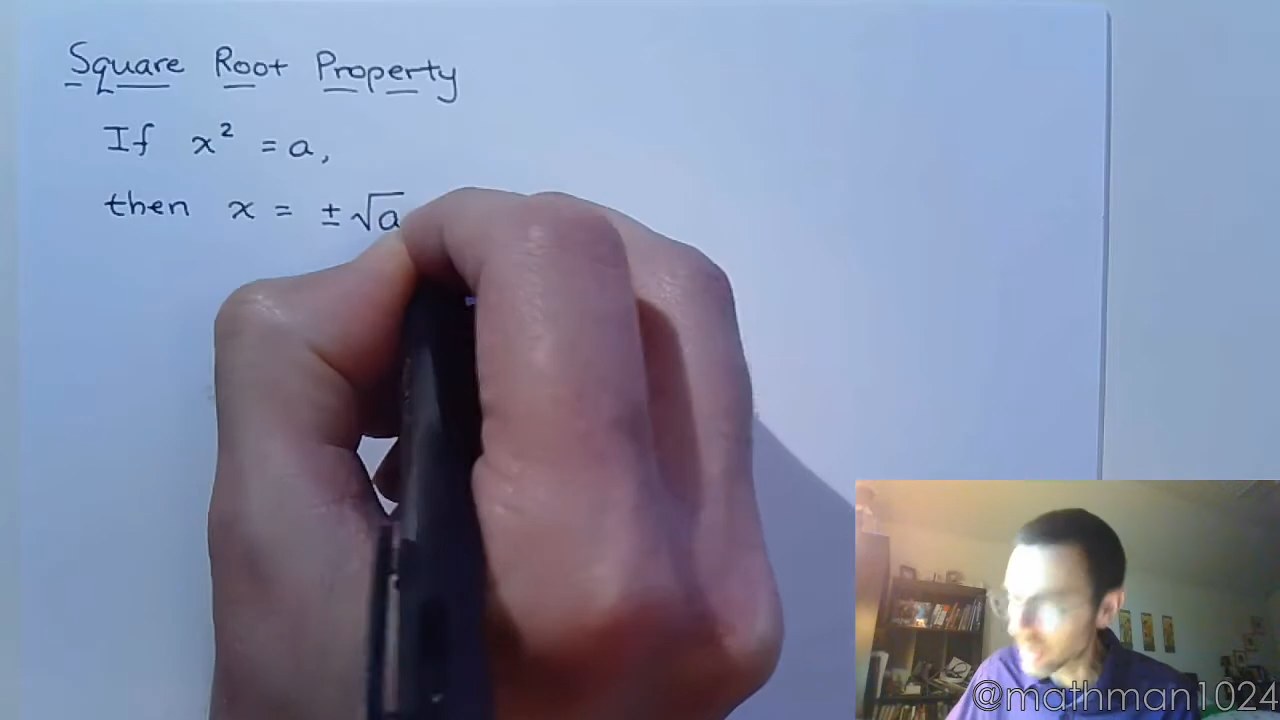 Square Root Property
If x² = a,
then x = ±√a
@mathman1024